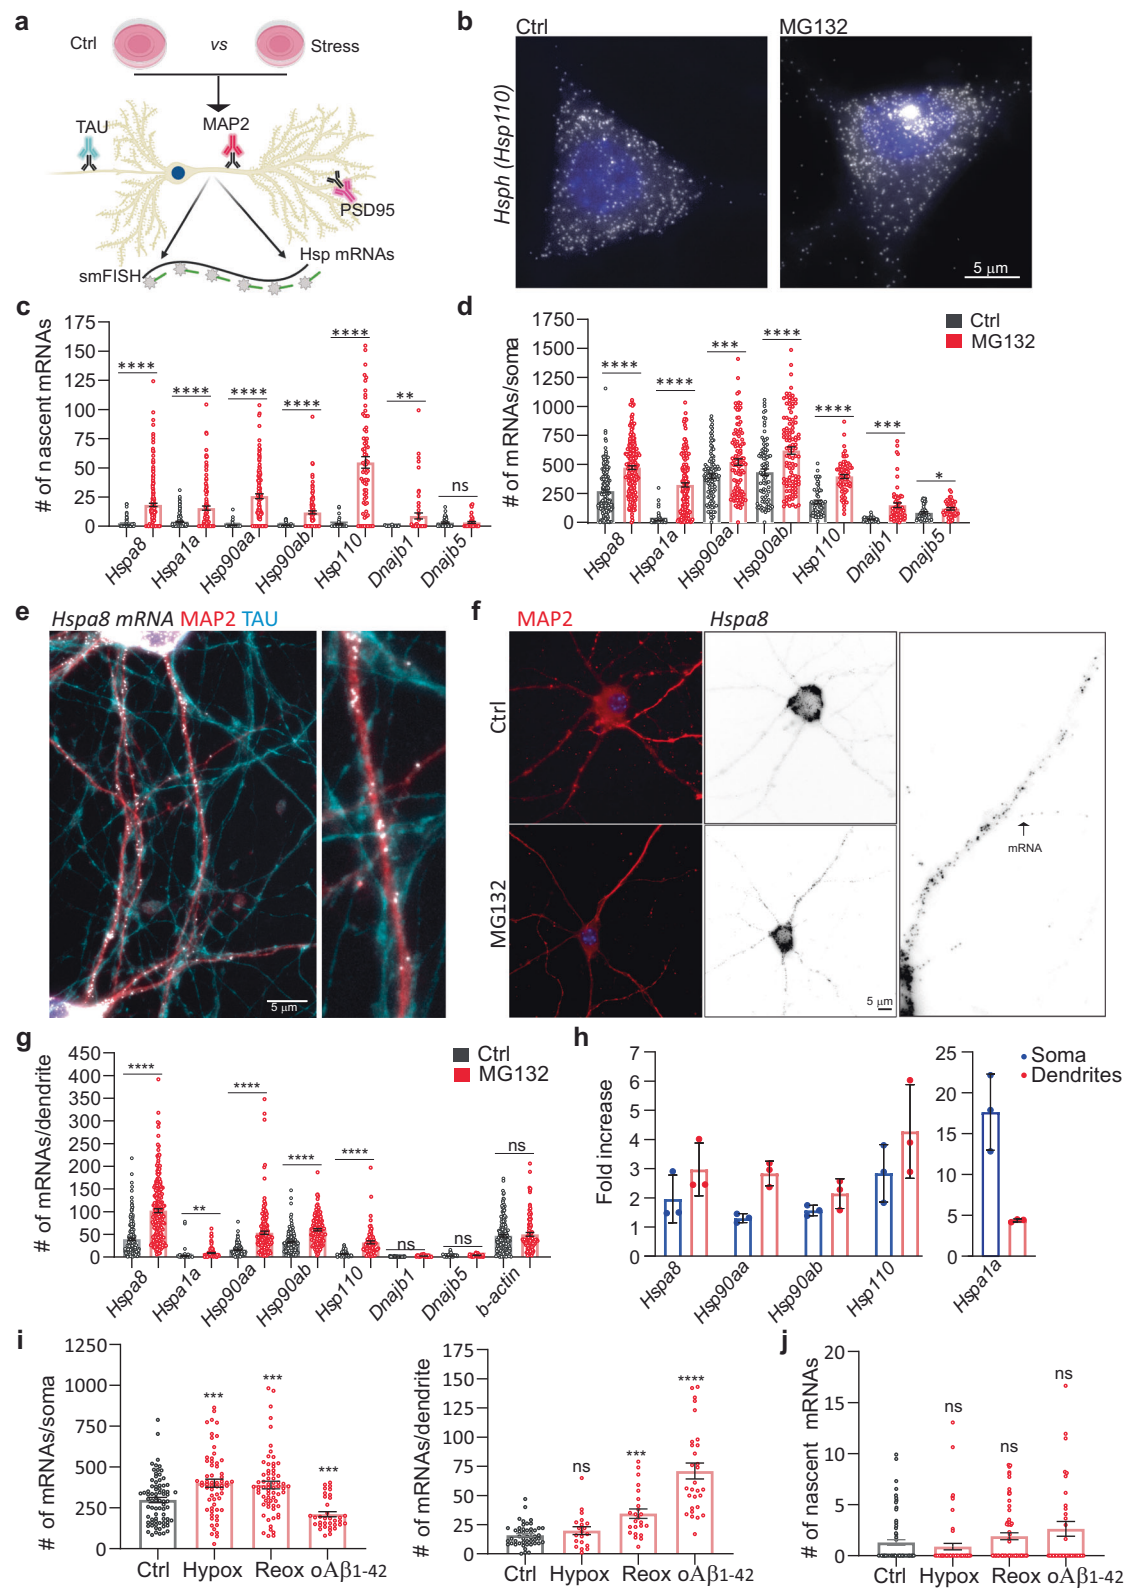 a
Ctrl
vs
Stress
TAU
MAP2
PSD95
smFISH
Hsp mRNAs
b
Ctrl
MG132
Hsph (Hsp110)
5 µm
c
# of nascent mRNAs
175
150
125
100
75
50
25
0
**** **** **** **** **** ** ns
Hspa8 Hspa1a Hsp90aa Hsp90ab Hsp110 Dnajb1 Dnajb5
d
# of mRNAs/soma
1750
1500
1250
1000
750
500
250
0
**** **** *** **** **** *** *
Ctrl
MG132
Hspa8 Hspa1a Hsp90aa Hsp90ab Hsp110 Dnajb1 Dnajb5
e
Hspa8 mRNA MAP2 TAU
5 µm
f
MAP2
Hspa8
Ctrl
MG132
mRNA
5 µm
g
# of mRNAs/dendrite
450
400
350
300
250
200
150
100
50
0
**** ** **** **** **** ns ns ns
Ctrl
MG132
Hspa8 Hspa1a Hsp90aa Hsp90ab Hsp110 Dnajb1 Dnajb5 b-actin
h
Fold increase
7
6
5
4
3
2
1
0
Hspa8 Hsp90aa Hsp90ab Hsp110
25
20
15
10
5
0
Soma
Dendrites
Hspa1a
i
# of mRNAs/soma
1250
1000
750
500
250
0
*** *** ***
Ctrl Hypox Reox oAβ1-42
# of mRNAs/dendrite
175
150
125
100
75
50
25
0
ns *** ****
Ctrl Hypox Reox oAβ1-42
j
# of nascent mRNAs
20
15
10
5
0
ns ns ns
Ctrl Hypox Reox oAβ1-42